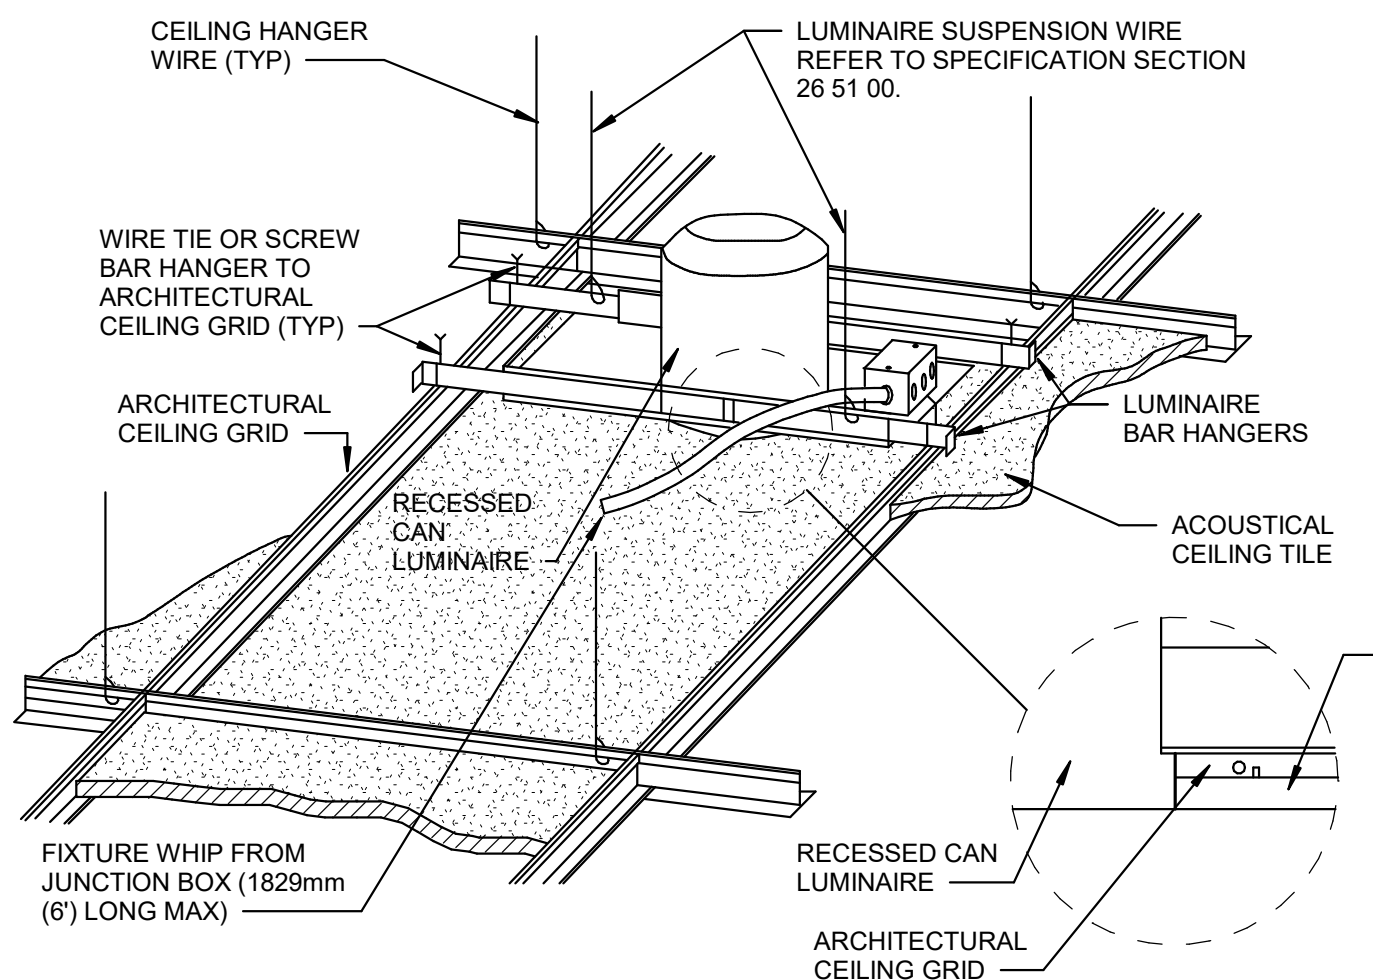 CEILING HANGER
WIRE (TYP)
LUMINAIRE SUSPENSION WIRE
REFER TO SPECIFICATION SECTION
26 51 00.
WIRE TIE OR SCREW
BAR HANGER TO
ARCHITECTURAL
CEILING GRID (TYP)
ARCHITECTURAL
CEILING GRID
LUMINAIRE
BAR HANGERS
RECESSED
CAN
LUMINAIRE
ACOUSTICAL
CEILING TILE
FIXTURE WHIP FROM
JUNCTION BOX (1829mm
(6') LONG MAX)
RECESSED CAN
LUMINAIRE
ARCHITECTURAL
CEILING GRID